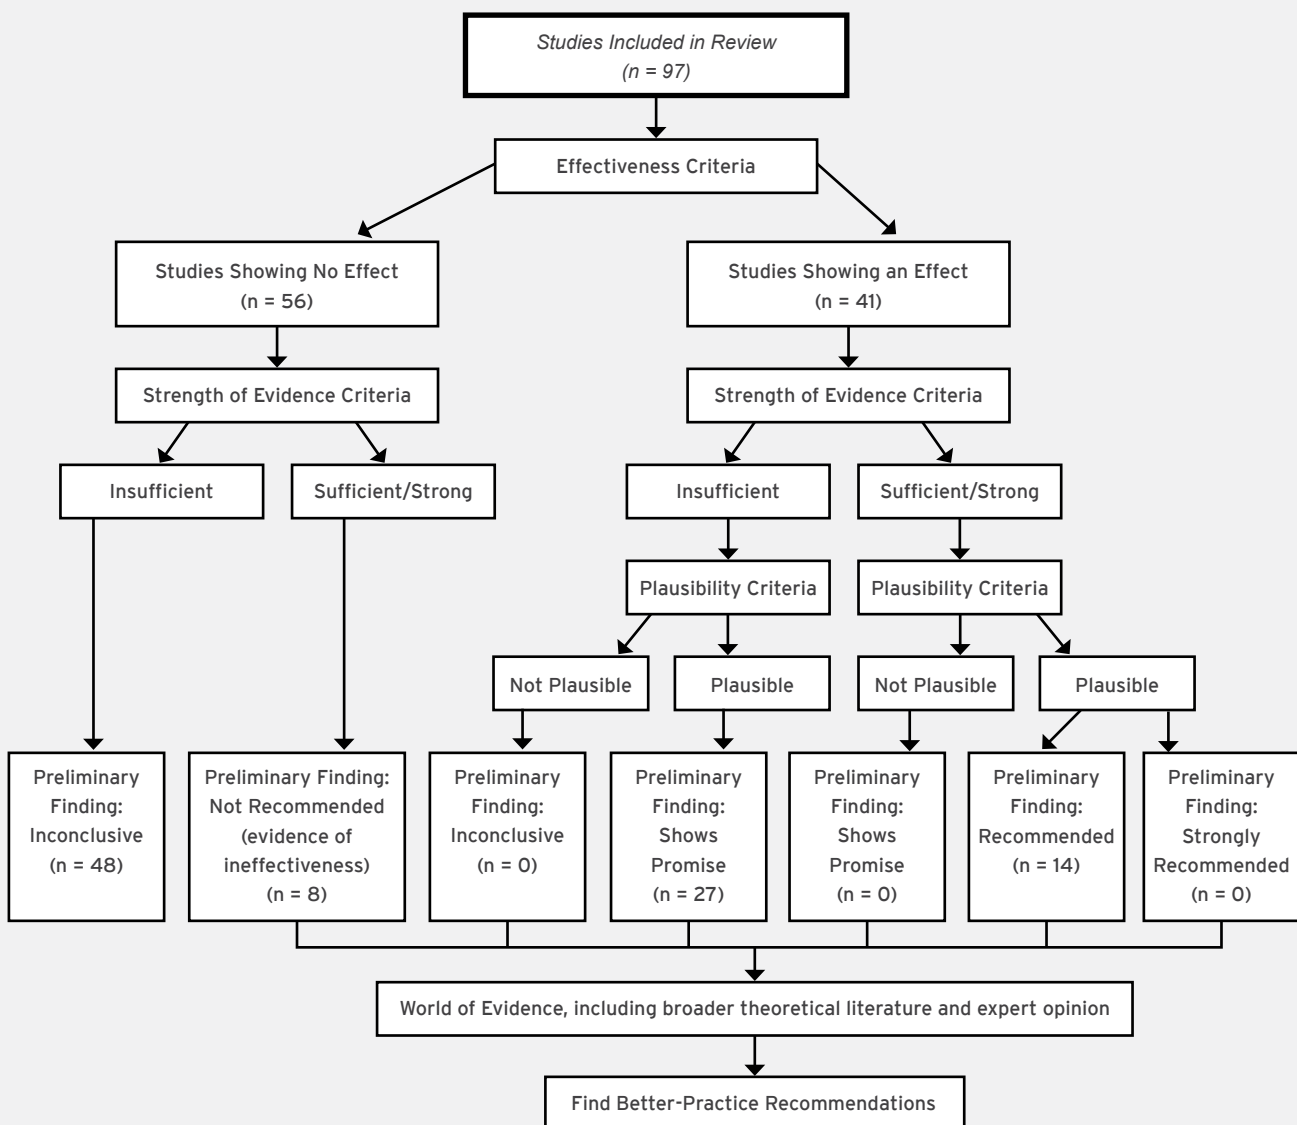 Studies Included in Review
(n = 97)
Effectiveness Criteria
Studies Showing No Effect
(n = 56)
Studies Showing an Effect
(n = 41)
Strength of Evidence Criteria
Strength of Evidence Criteria
Insufficient
Sufficient/Strong
Insufficient
Sufficient/Strong
Plausibility Criteria
Plausibility Criteria
Not Plausible
Plausible
Not Plausible
Plausible
Preliminary
Finding:
Inconclusive
(n = 48)
Preliminary Finding:
Not Recommended
(evidence of
ineffectiveness)
(n = 8)
Preliminary
Finding:
Inconclusive
(n = 0)
Preliminary
Finding:
Shows
Promise
(n = 27)
Preliminary
Finding:
Shows
Promise
(n = 0)
Preliminary
Finding:
Recommended
(n = 14)
Preliminary
Finding:
Strongly
Recommended
(n = 0)
World of Evidence, including broader theoretical literature and expert opinion
Find Better-Practice Recommendations